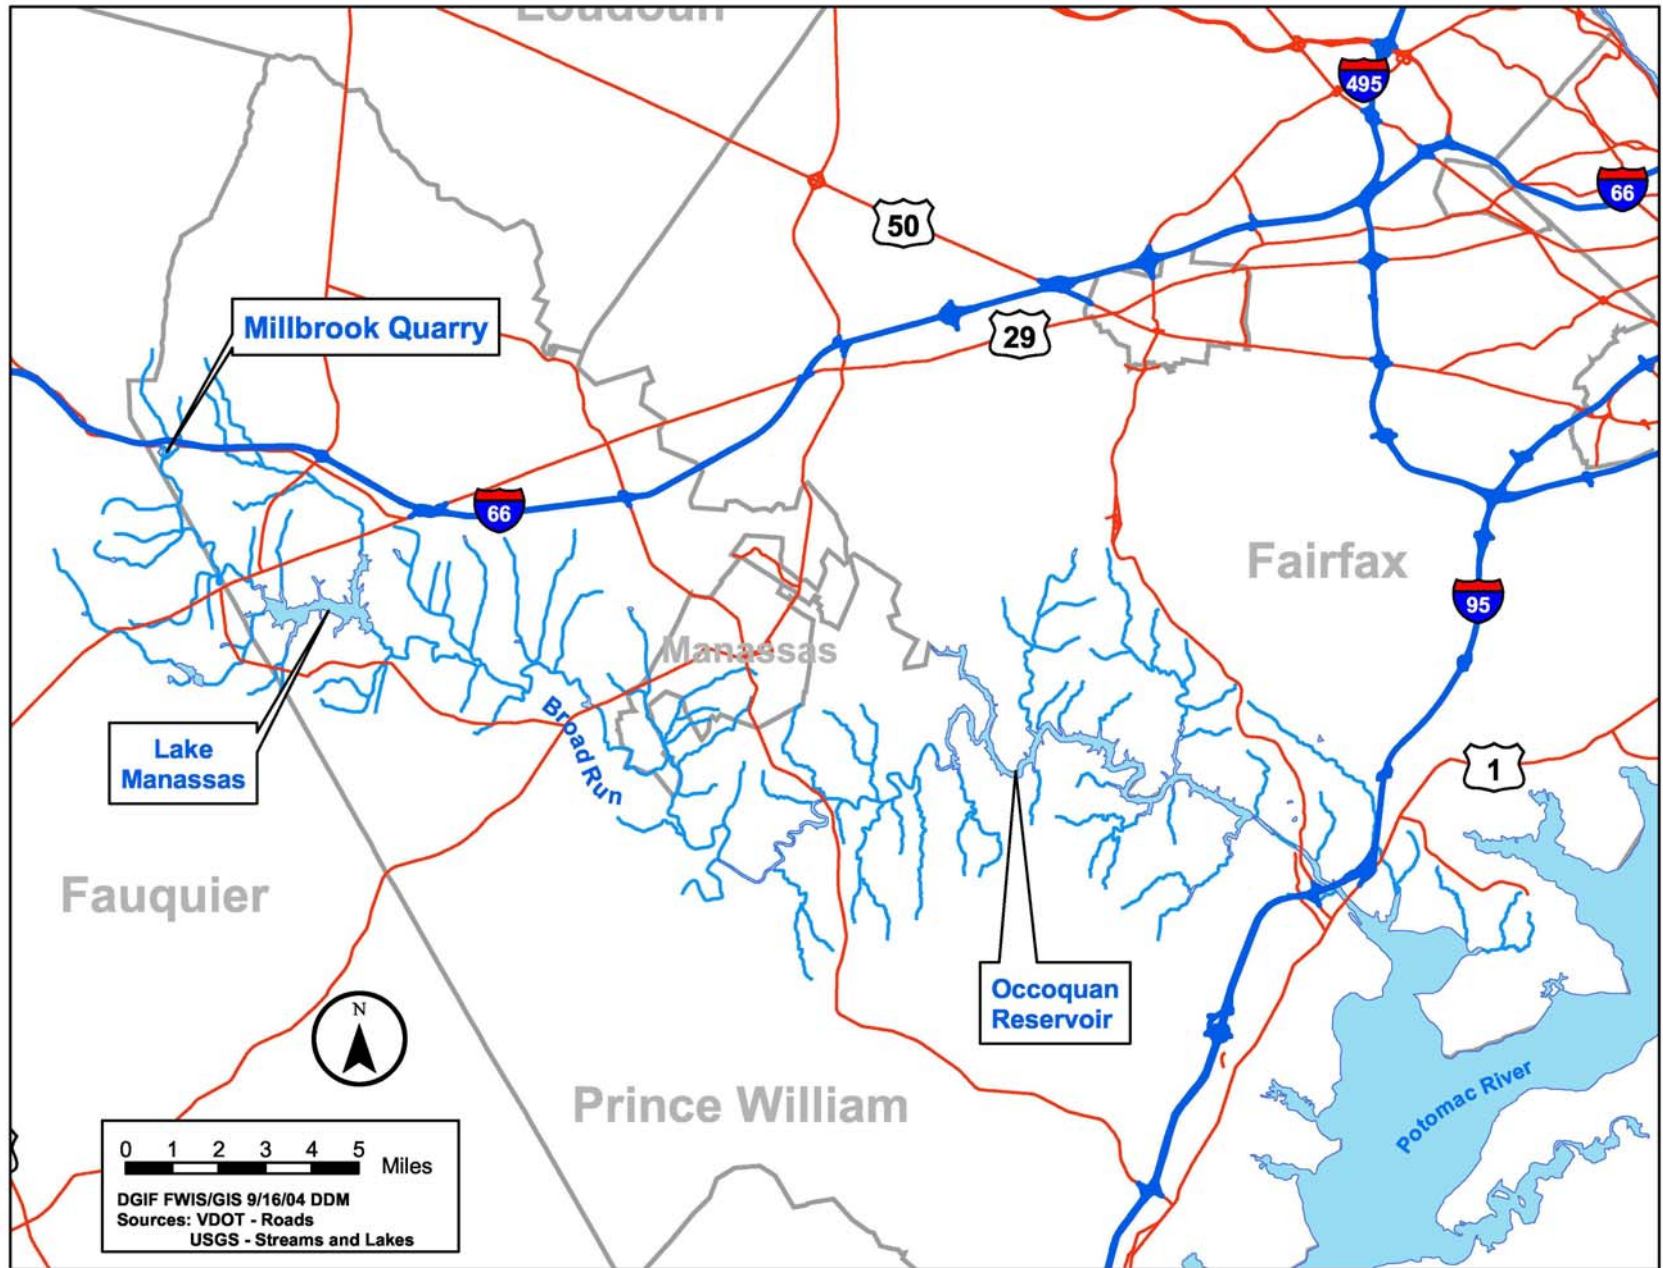 Loudoun
495
66
50
29
Millbrook Quarry
66
Fairfax
95
Manassas
Broad Run
Lake
Manassas
1
Fauquier
Occoquan
Reservoir
N
Prince William
Potomac River
0 1 2 3 4 5 Miles
DGIF FWIS/GIS 9/16/04 DDM
Sources: VDOT - Roads
USGS - Streams and Lakes